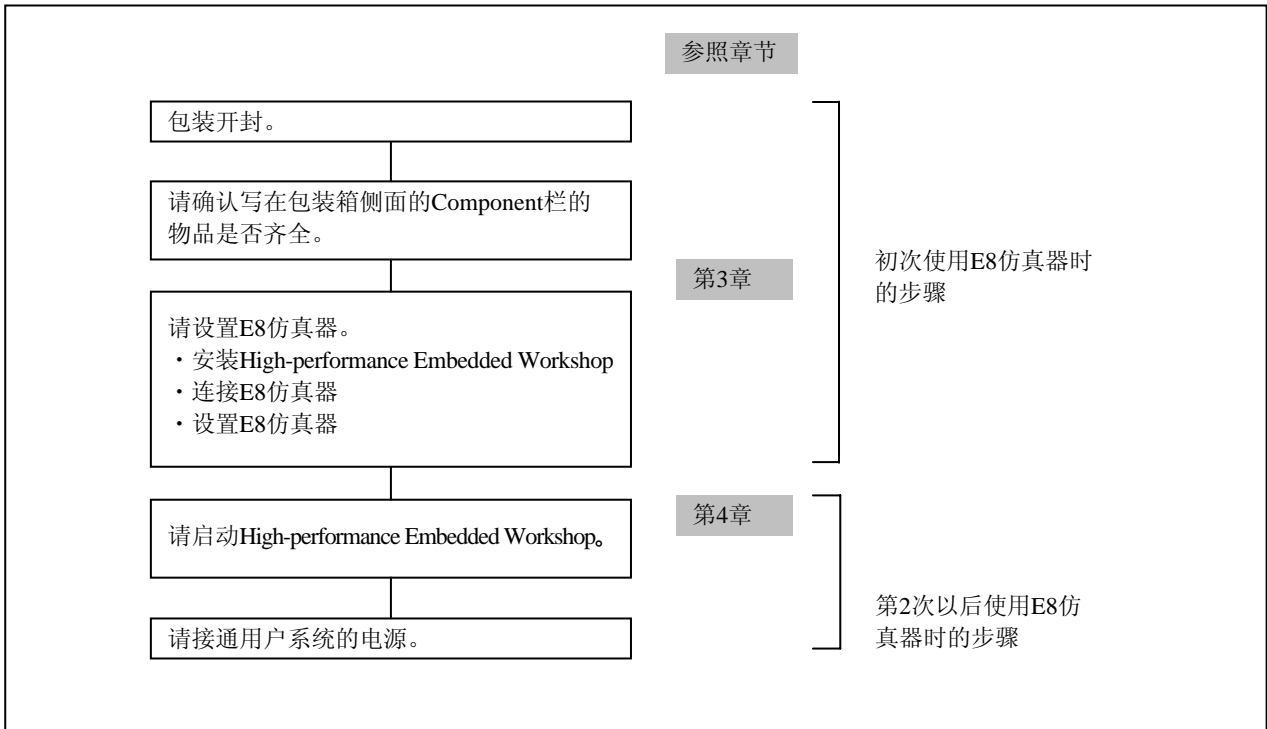 参照章节
包装开封。
请确认写在包装箱侧面的Component栏的
物品是否齐全。
第3章
初次使用E8仿真器时
的步骤
请设置E8仿真器。
・安装High-performance Embedded Workshop
・连接E8仿真器
・设置E8仿真器
第4章
请启动High-performance Embedded Workshop。
第2次以后使用E8仿
真器时的步骤
请接通用户系统的电源。